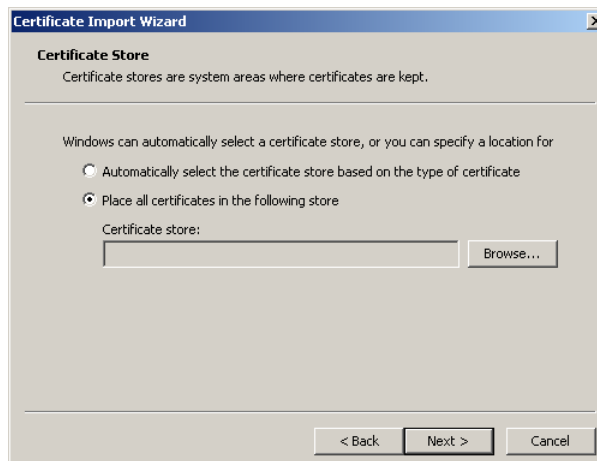 Certificate Import Wizard
Certificate Store
Certificate stores are system areas where certificates are kept.
Windows can automatically select a certificate store, or you can specify a location for
Automatically select the certificate store based on the type of certificate
Place all certificates in the following store
Certificate store:
Browse...
< Back
Next >
Cancel